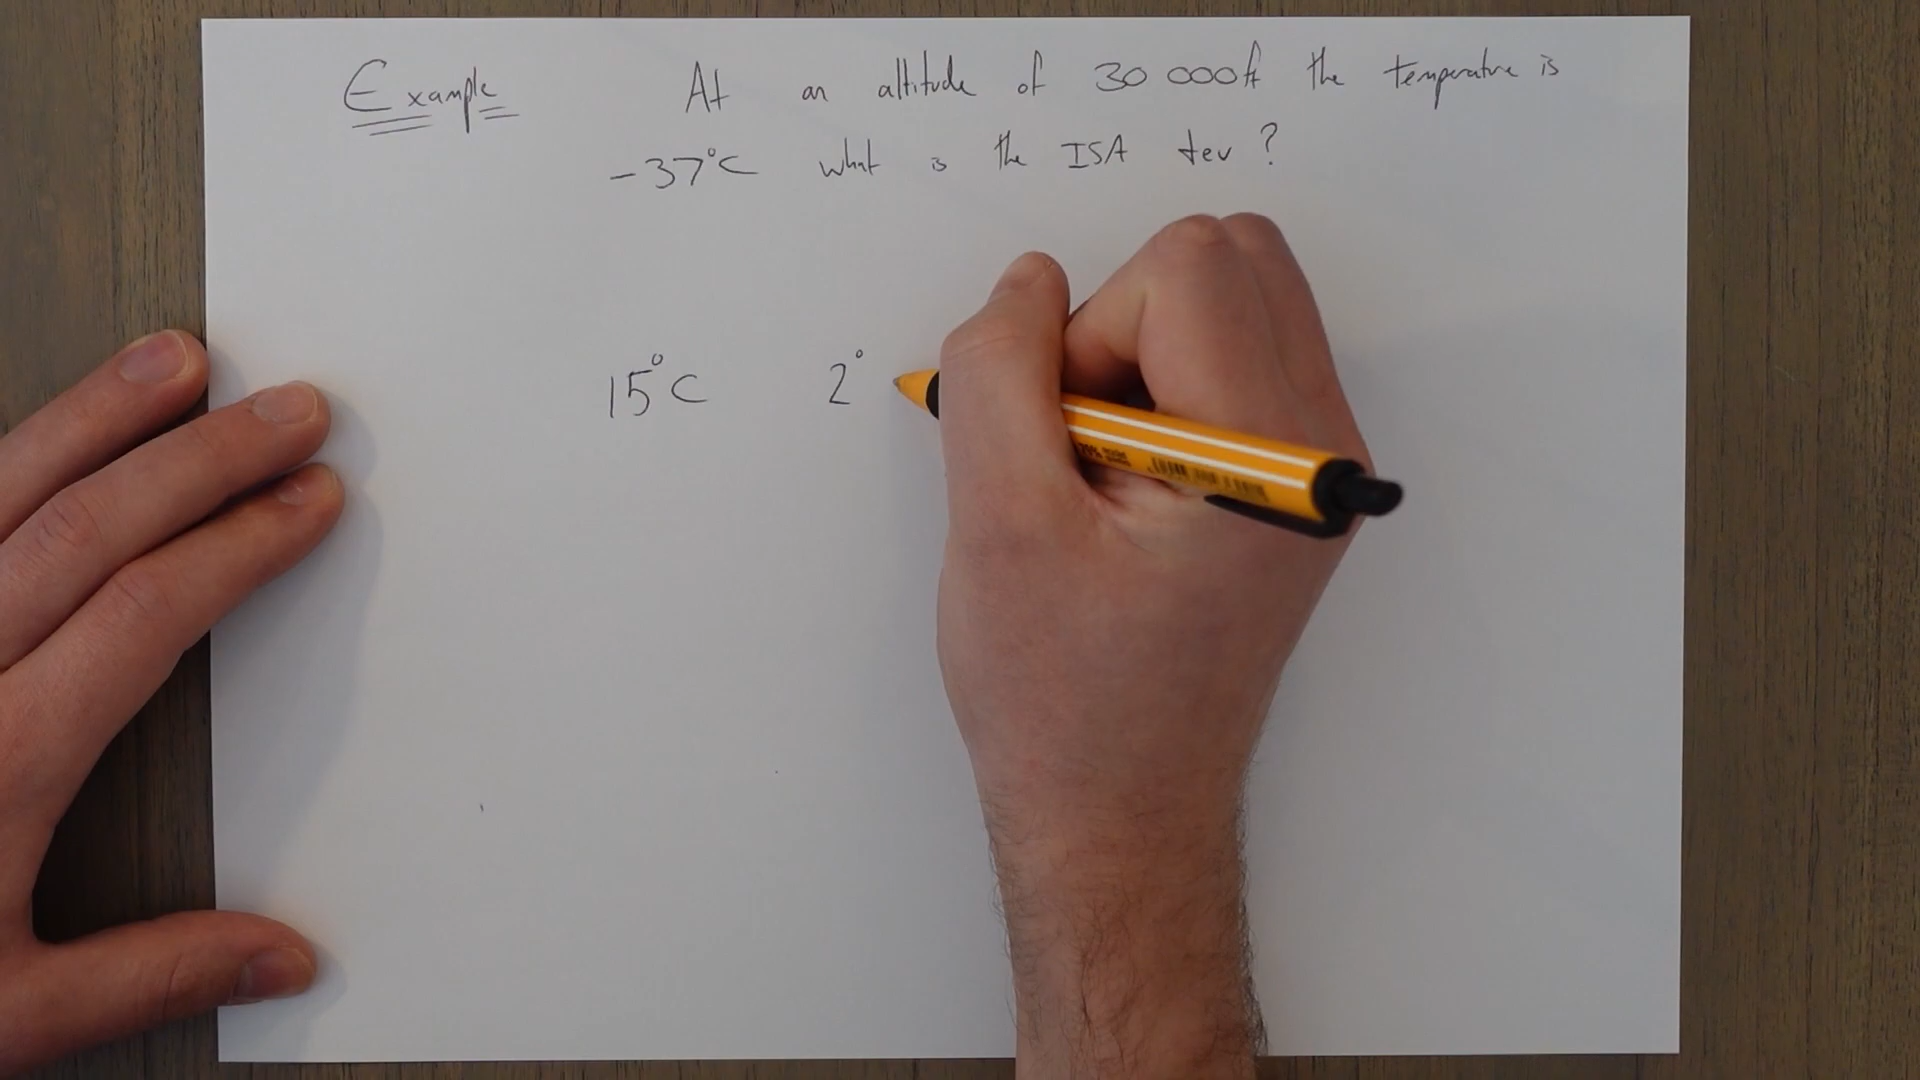 Example At an altitude of 30 000ft the temperature is
-37°C what is the ISA dev?
15°C 2°